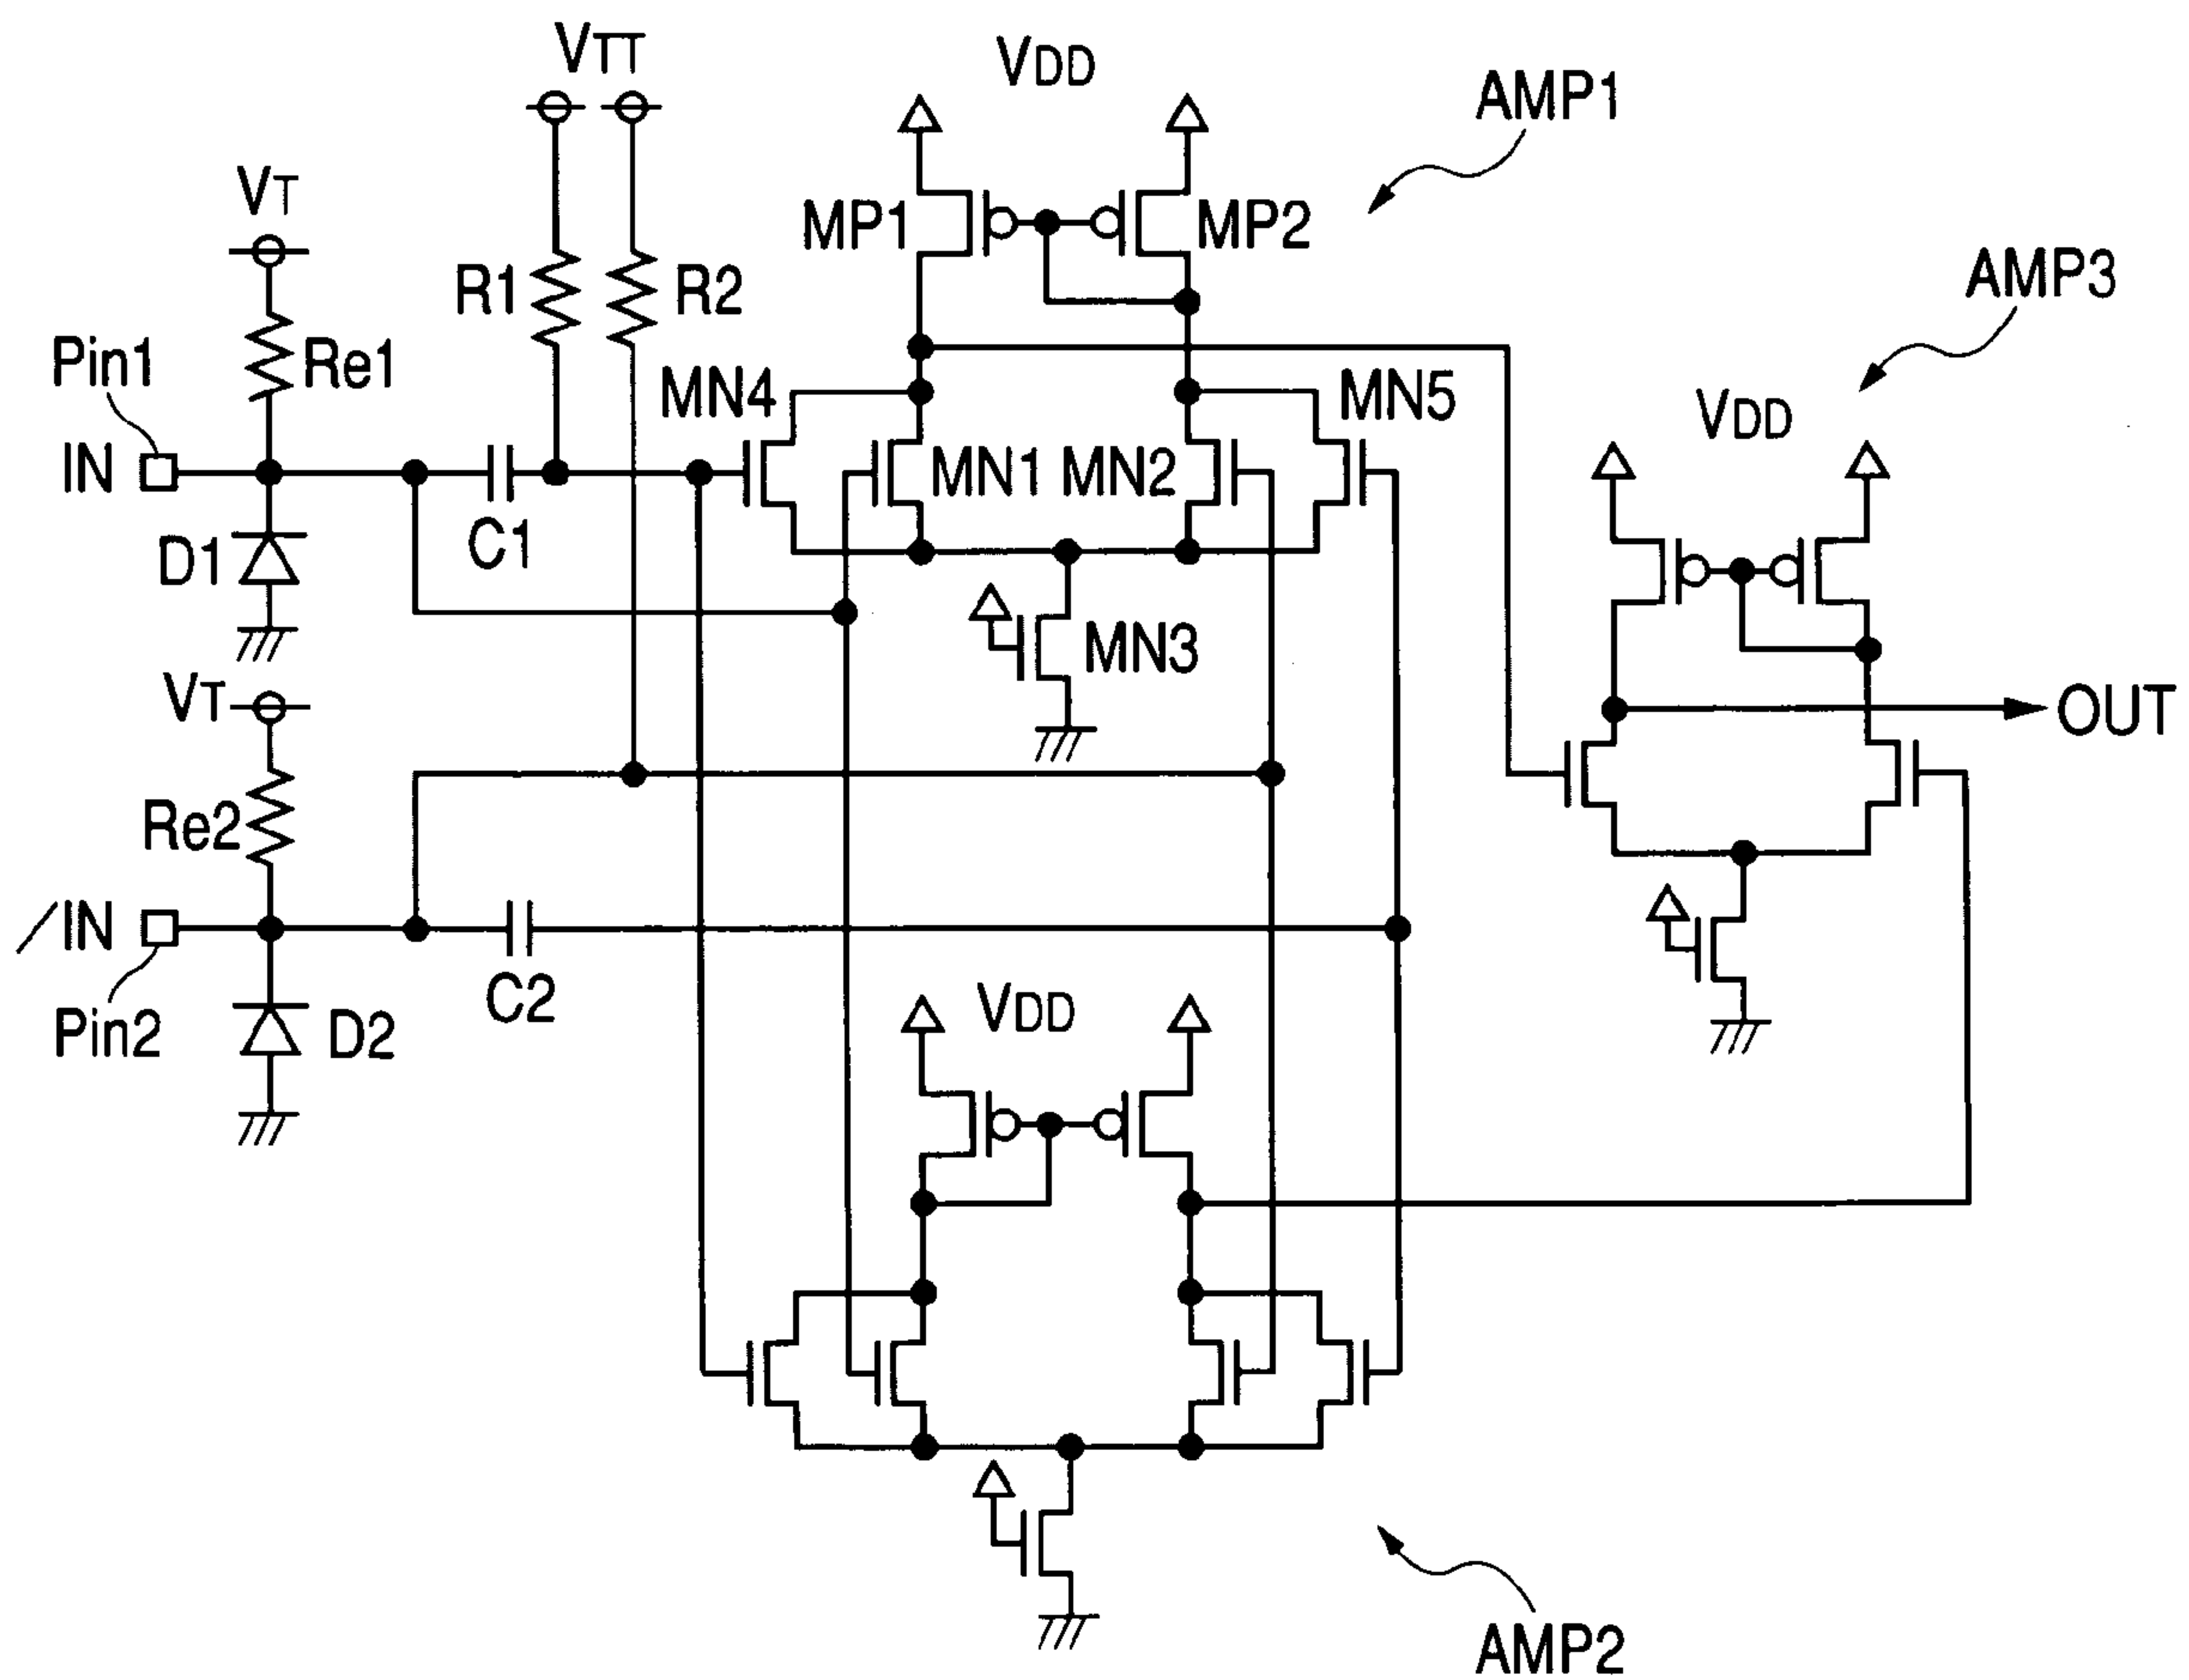 VTT
VDD
AMP1
VT
MP1
MP2
R1
R2
AMP3
Pin1
Re1
MN4
MN5
VDD
IN
MN1
MN2
C1
D1
MN3
VT
OUT
Re2
/IN
C2
VDD
Pin2
D2
AMP2